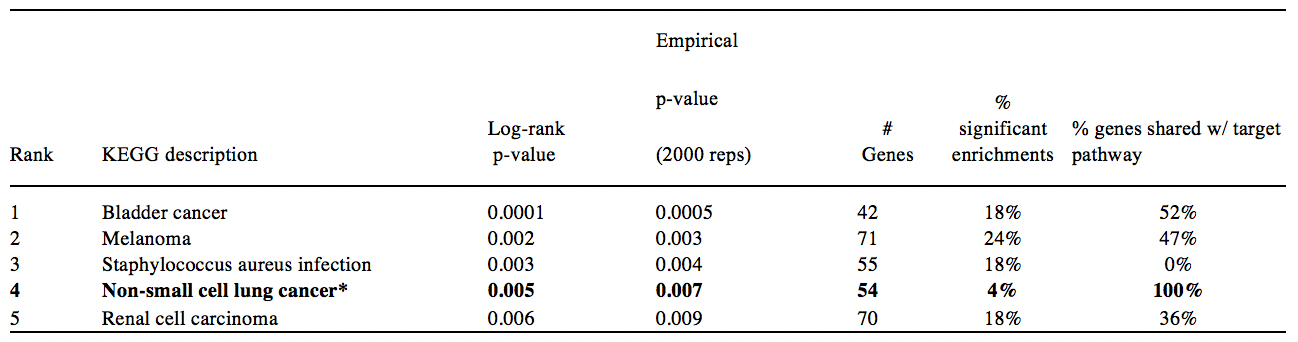 Empirical
p-value %
Log-rank # significant % genes shared w/ target
Rank KEGG description p-value (2000 reps) Genes enrichments pathway
1 Bladder cancer 0.0001 0.0005 42 18% 52%
2 Melanoma 0.002 0.003 71 24% 47%
3 Staphylococcus aureus infection 0.003 0.004 55 18% 0%
4 Non-small cell lung cancer* 0.005 0.007 54 4% 100%
5 Renal cell carcinoma 0.006 0.009 70 18% 36%